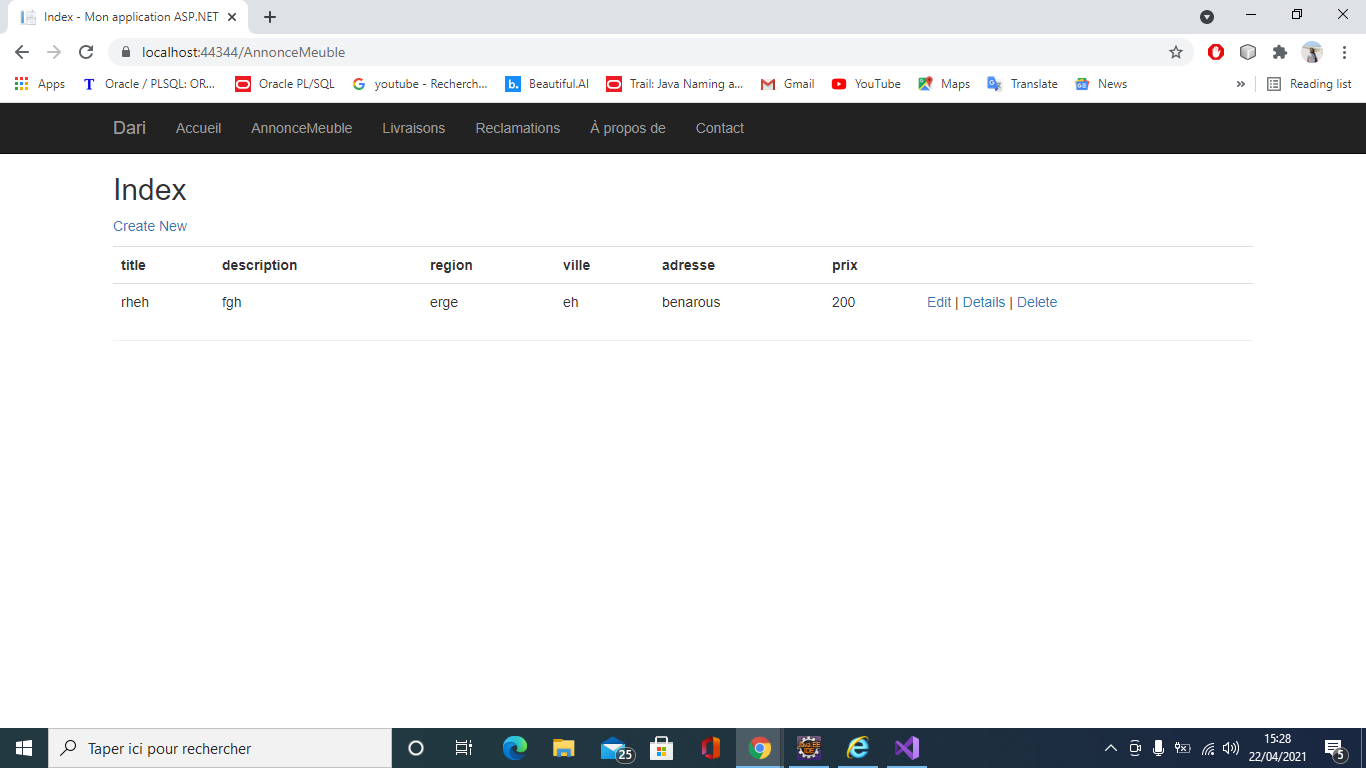 Index - Mon application ASP.NET
localhost:44344/AnnonceMeuble
Apps T Oracle / PLSQL: OR... Oracle PL/SQL G youtube - Recherch... b. Beautiful.AI Trail: Java Naming a... Gmail YouTube Maps Translate News » Reading list
Dari Accueil AnnonceMeuble Livraisons Reclamations À propos de Contact
Index
Create New
title description region ville adresse prix
rheh fgh erge eh benarous 200 Edit | Details | Delete
Taper ici pour rechercher 25 Java EE IDE 15:28
22/04/2021 5